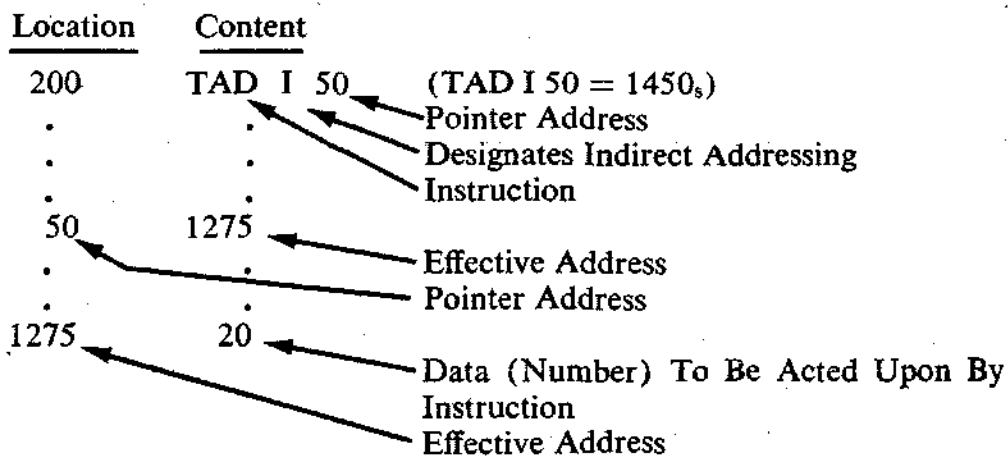 Location Content
200 TAD I 50 (TAD I 50 = 1450₈)
Pointer Address
Designates Indirect Addressing
Instruction
50 1275
Effective Address
Pointer Address
1275 20
Data (Number) To Be Acted Upon By
Instruction
Effective Address